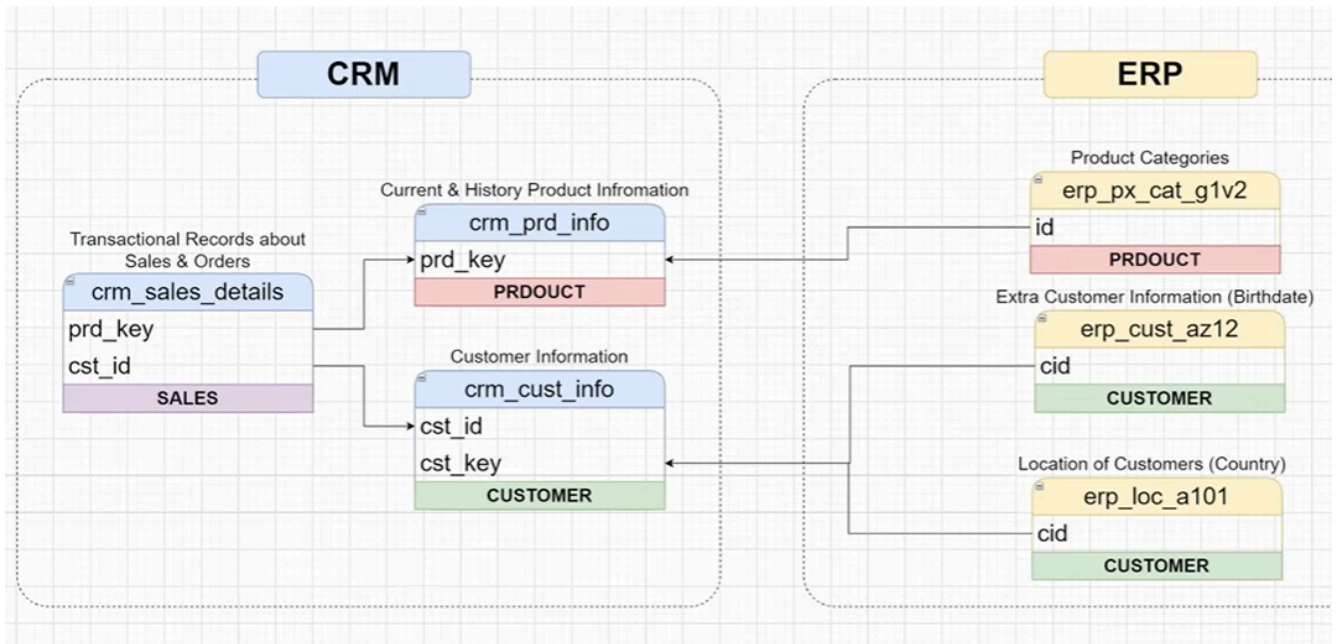 CRM
Transactional Records about
Sales & Orders
crm_sales_details
prd_key
cst_id
SALES
Current & History Product Infromation
crm_prd_info
prd_key
PRDOUCT
Customer Information
crm_cust_info
cst_id
cst_key
CUSTOMER
ERP
Product Categories
erp_px_cat_g1v2
id
PRDOUCT
Extra Customer Information (Birthdate)
erp_cust_az12
cid
CUSTOMER
Location of Customers (Country)
erp_loc_a101
cid
CUSTOMER